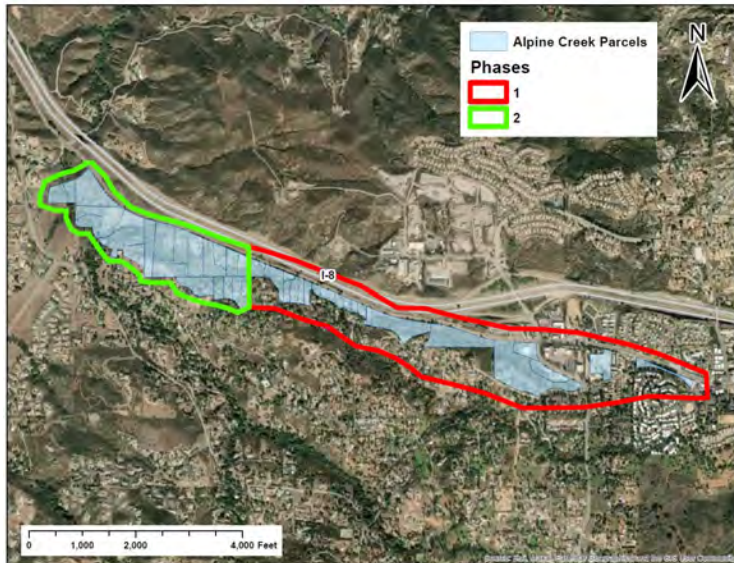 Alpine Creek Parcels
N
Phases
1
2
I-8
0 1,000 2,000 4,000 Feet